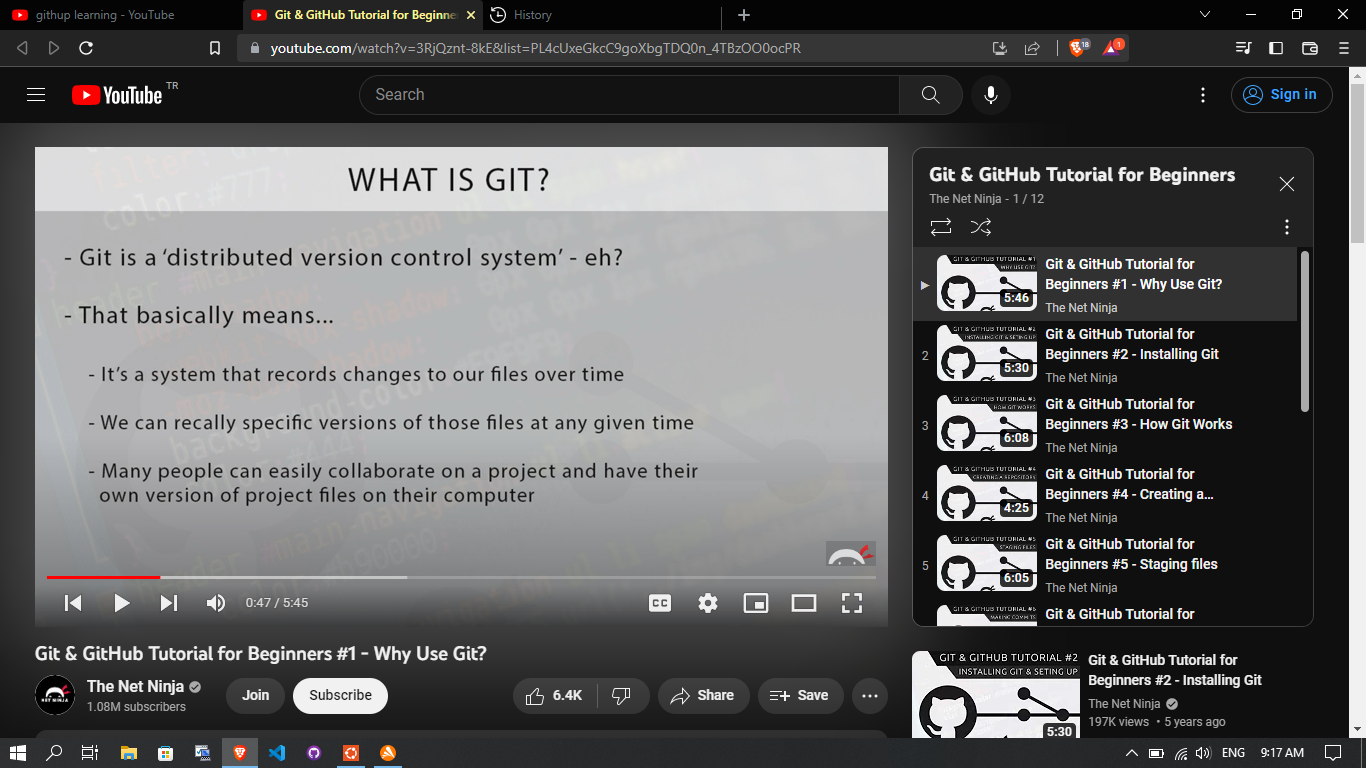 githup learning - YouTube
Git & GitHub Tutorial for Beginne
History
youtube.com/watch?v=3RjQznt-8kE&list=PL4cUxeGkcC9goXbgTDQ0n_4TBzOO0ocPR
18
1
YouTube TR
Search
Sign in
WHAT IS GIT?
- Git is a ‘distributed version control system’ - eh?
- That basically means...
- It’s a system that records changes to our files over time
- We can recally specific versions of those files at any given time
- Many people can easily collaborate on a project and have their
own version of project files on their computer
0:47 / 5:45
CC
Git & GitHub Tutorial for Beginners #1 - Why Use Git?
The Net Ninja
1.08M subscribers
Join
Subscribe
6.4K
Share
Save
Git & GitHub Tutorial for Beginners
The Net Ninja - 1 / 12
GIT & GITHUB TUTORIAL #1
WHY USE GIT?
5:46
Git & GitHub Tutorial for
Beginners #1 - Why Use Git?
The Net Ninja
2
GIT & GITHUB TUTORIAL #2
INSTALLING GIT & SETING UP
5:30
Git & GitHub Tutorial for
Beginners #2 - Installing Git
The Net Ninja
3
GIT & GITHUB TUTORIAL #3
HOW GIT WORKS
6:08
Git & GitHub Tutorial for
Beginners #3 - How Git Works
The Net Ninja
4
GIT & GITHUB TUTORIAL #4
CREATING A REPOSITORY
4:25
Git & GitHub Tutorial for
Beginners #4 - Creating a...
The Net Ninja
5
GIT & GITHUB TUTORIAL #5
STAGING FILES
6:05
Git & GitHub Tutorial for
Beginners #5 - Staging files
The Net Ninja
GIT & GITHUB TUTORIAL #6
MAKING COMMITS
Git & GitHub Tutorial for
GIT & GITHUB TUTORIAL #2
INSTALLING GIT & SETING UP
5:30
Git & GitHub Tutorial for
Beginners #2 - Installing Git
The Net Ninja
197K views • 5 years ago
ENG
9:17 AM